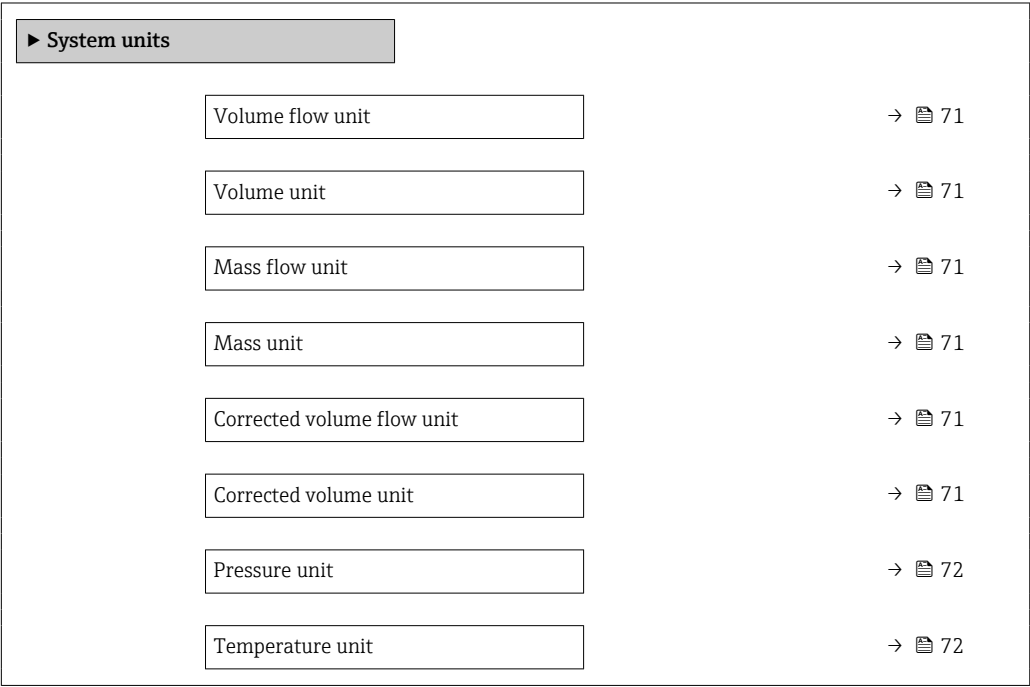 ► System units
Volume flow unit → 71
Volume unit → 71
Mass flow unit → 71
Mass unit → 71
Corrected volume flow unit → 71
Corrected volume unit → 71
Pressure unit → 72
Temperature unit → 72